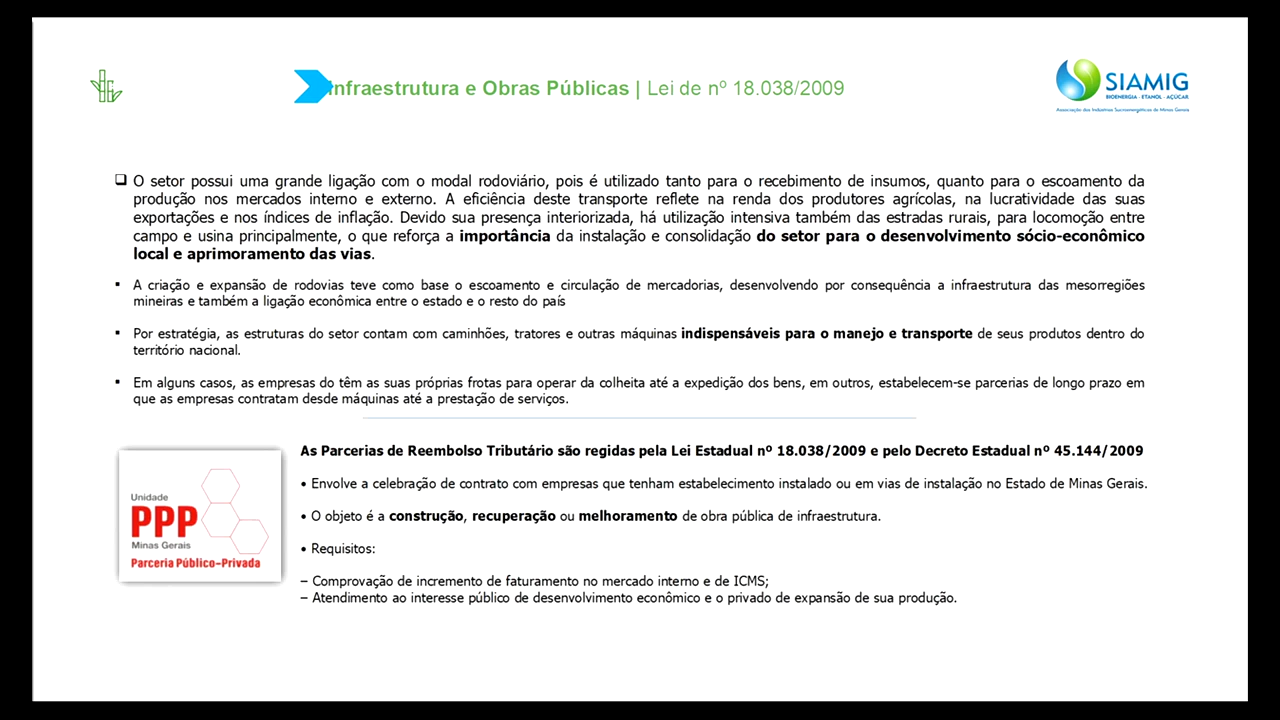 Infraestrutura e Obras Públicas | Lei de nº 18.038/2009
SIAMIG
BIOENERGIA - ETANOL - AÇÚCAR
Associação das Indústrias Sucroenergéticas de Minas Gerais
O setor possui uma grande ligação com o modal rodoviário, pois é utilizado tanto para o recebimento de insumos, quanto para o escoamento da
produção nos mercados interno e externo. A eficiência deste transporte reflete na renda dos produtores agrícolas, na lucratividade das suas
exportações e nos índices de inflação. Devido sua presença interiorizada, há utilização intensiva também das estradas rurais, para locomoção entre
campo e usina principalmente, o que reforça a importância da instalação e consolidação do setor para o desenvolvimento sócio-econômico
local e aprimoramento das vias.
▪ A criação e expansão de rodovias teve como base o escoamento e circulação de mercadorias, desenvolvendo por consequência a infraestrutura das mesorregiões
mineiras e também a ligação econômica entre o estado e o resto do país
▪ Por estratégia, as estruturas do setor contam com caminhões, tratores e outras máquinas indispensáveis para o manejo e transporte de seus produtos dentro do
território nacional.
▪ Em alguns casos, as empresas do têm as suas próprias frotas para operar da colheita até a expedição dos bens, em outros, estabelecem-se parcerias de longo prazo em
que as empresas contratam desde máquinas até a prestação de serviços.
Unidade
PPP
Minas Gerais
Parceria Público-Privada
As Parcerias de Reembolso Tributário são regidas pela Lei Estadual nº 18.038/2009 e pelo Decreto Estadual nº 45.144/2009
• Envolve a celebração de contrato com empresas que tenham estabelecimento instalado ou em vias de instalação no Estado de Minas Gerais.
• O objeto é a construção, recuperação ou melhoramento de obra pública de infraestrutura.
• Requisitos:
– Comprovação de incremento de faturamento no mercado interno e de ICMS;
– Atendimento ao interesse público de desenvolvimento econômico e o privado de expansão de sua produção.